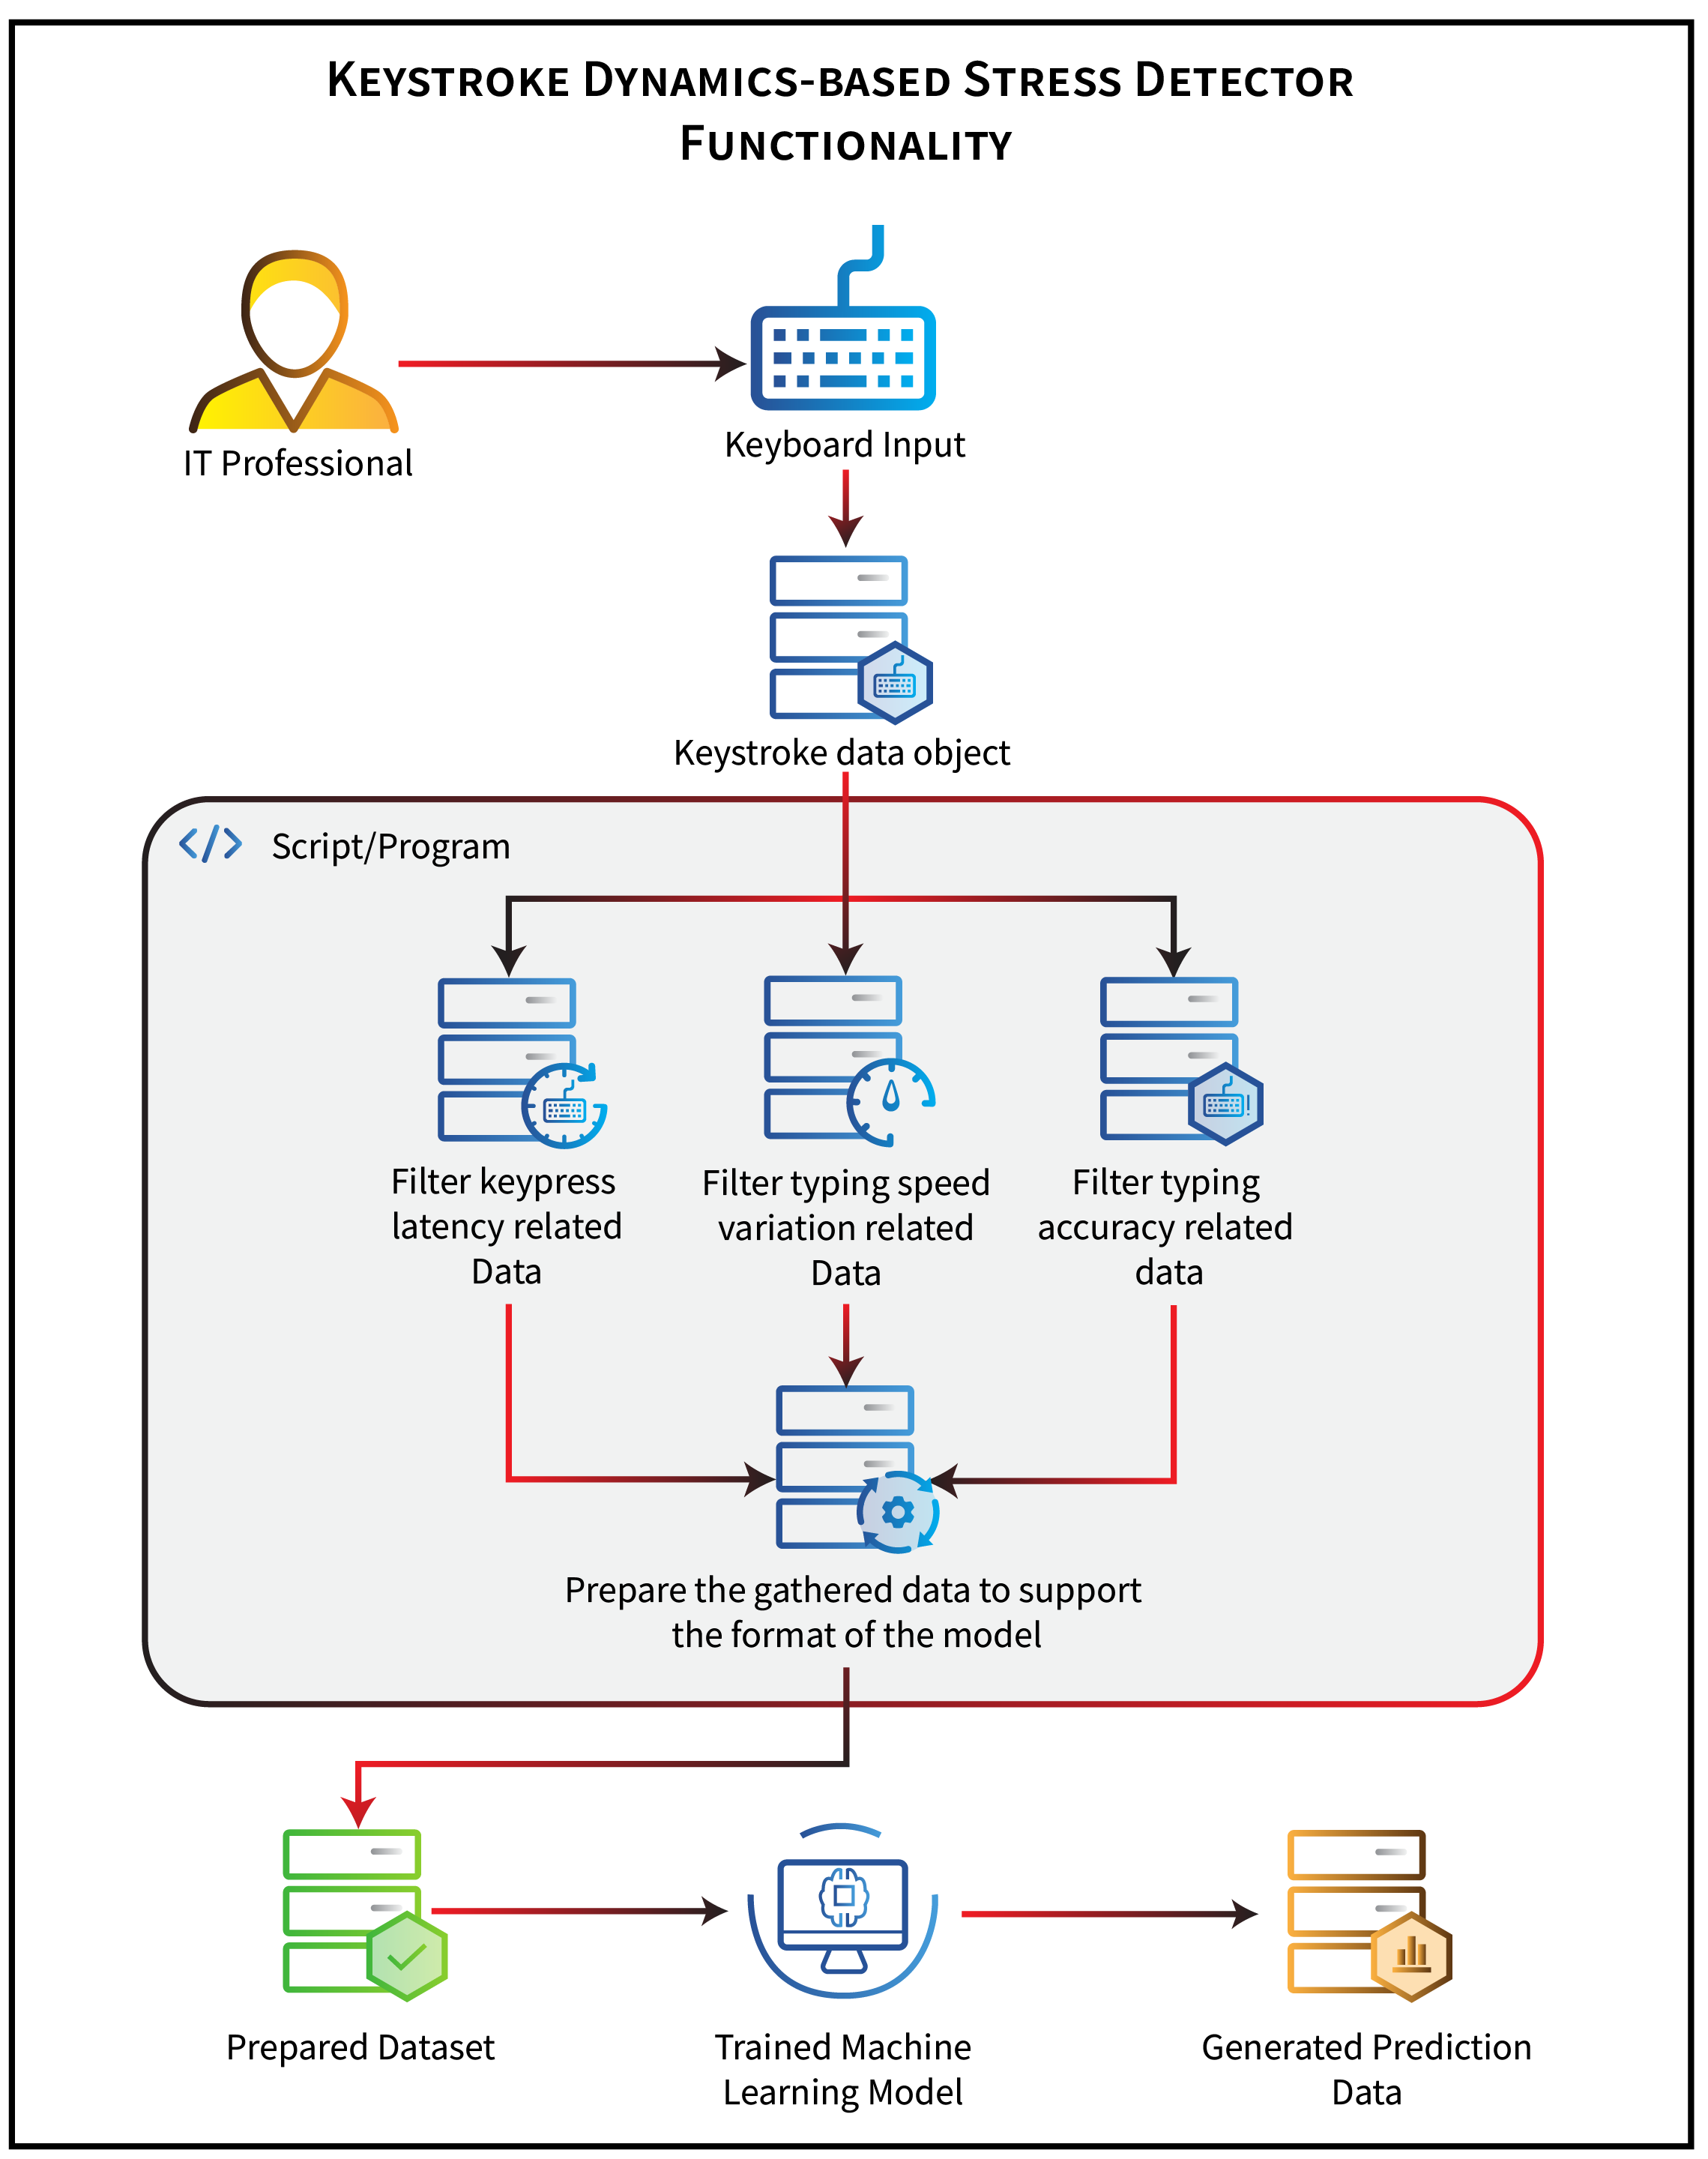 KEYSTROKE DYNAMICS-BASED STRESS DETECTOR
FUNCTIONALITY
IT Professional
Keyboard Input
Keystroke data object
</> Script/Program
Filter keypress
latency related
Data
Filter typing speed
variation related
Data
Filter typing
accuracy related
data
Prepare the gathered data to support
the format of the model
Prepared Dataset
Trained Machine
Learning Model
Generated Prediction
Data